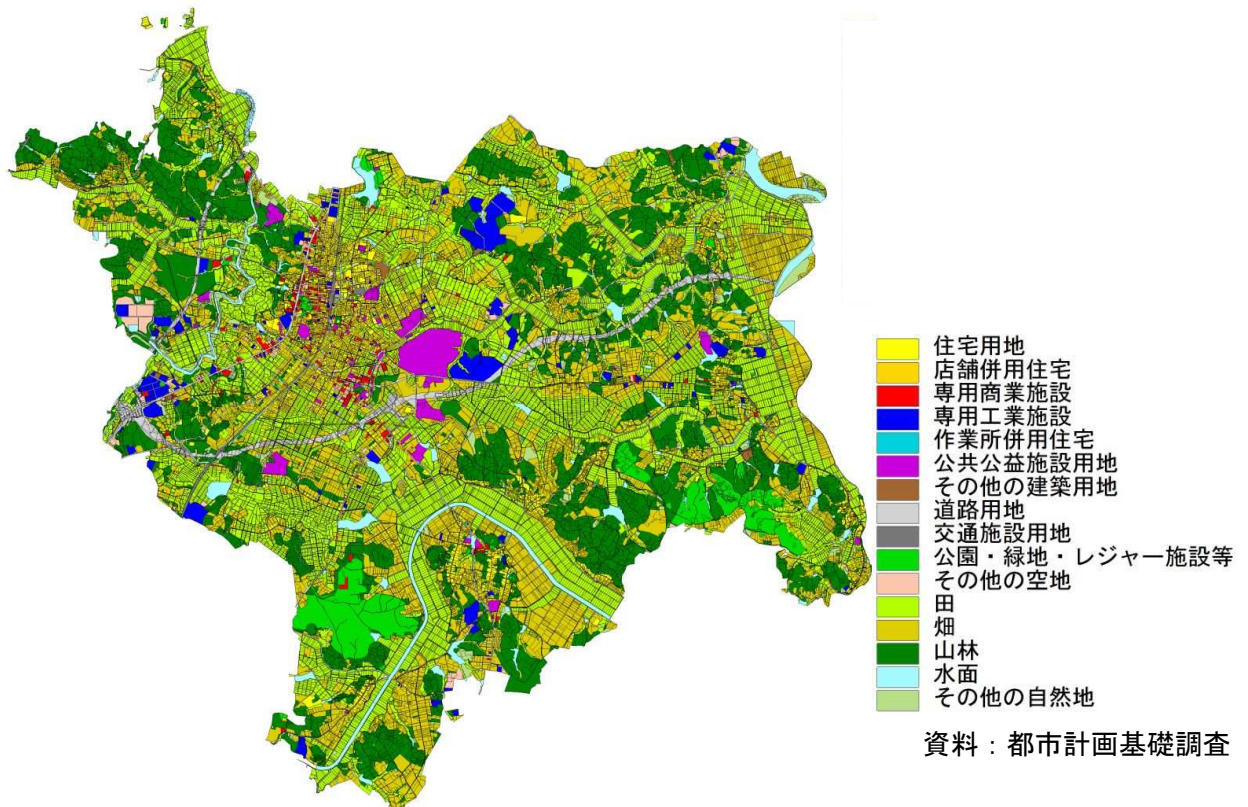 住宅用地
店舗併用住宅
専用商業施設
専用工業施設
作業所併用住宅
公共公益施設用地
その他の建築用地
道路用地
交通施設用地
公園・緑地・レジャー施設等
その他の空地
田
畑
山林
水面
その他の自然地
資料：都市計画基礎調査